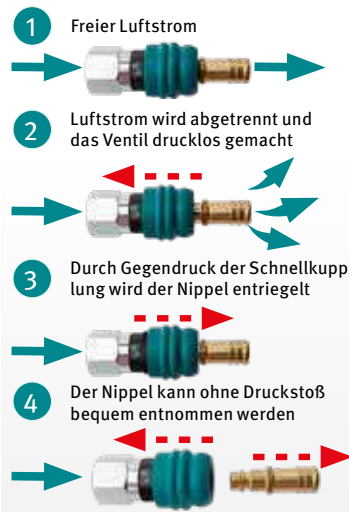 1 Freier Luftstrom
2 Luftstrom wird abgetrennt und
das Ventil drucklos gemacht
3 Durch Gegendruck der Schnellkupp
lung wird der Nippel entriegelt
4 Der Nippel kann ohne Druckstoß
bequem entnommen werden